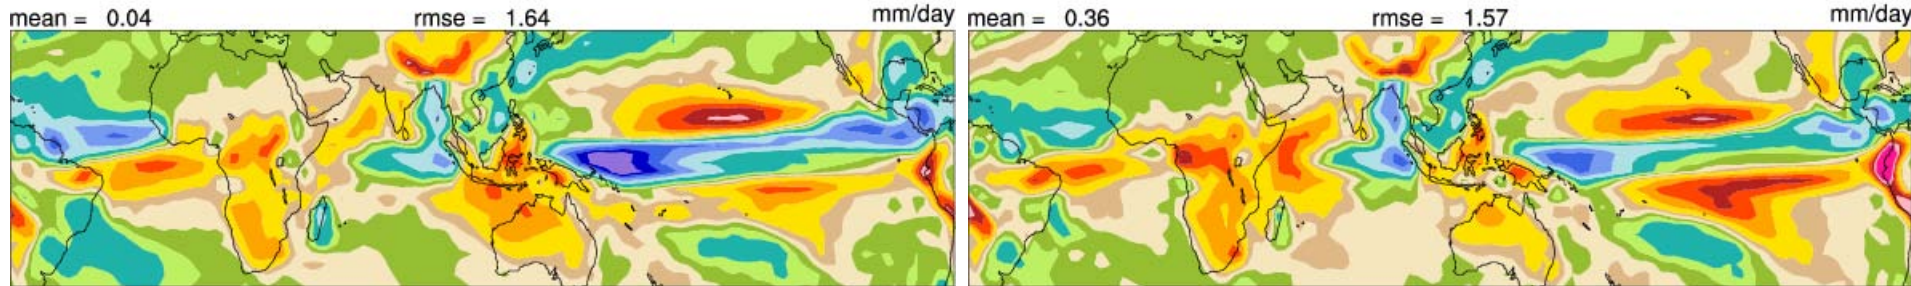 mean = 0.04 rmse = 1.64 mm/day
mean = 0.36 rmse = 1.57 mm/day